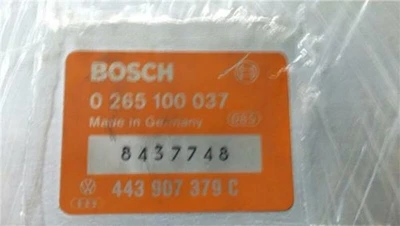 BOSCH
0 265 100 037
Made in Germany
8437748
443 907 379 C